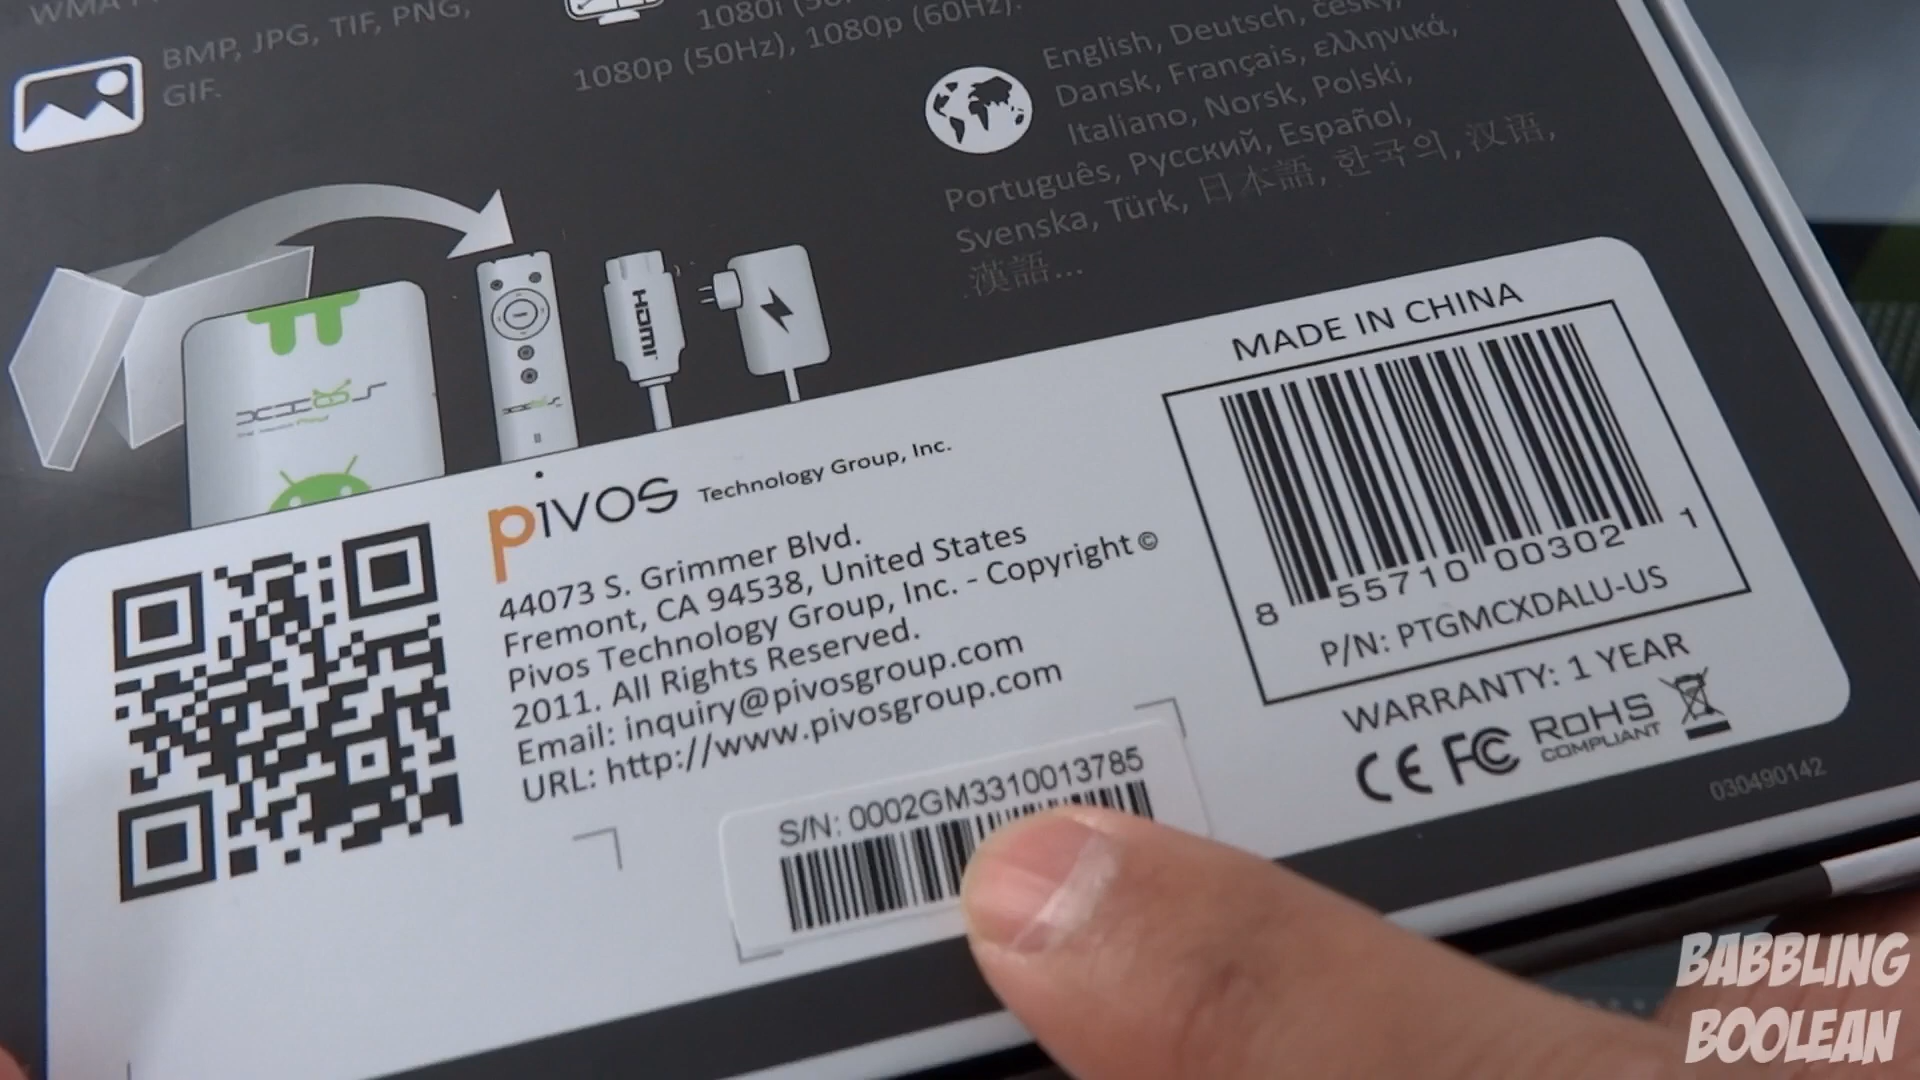 WMA
BMP, JPG, TIF, PNG,
GIF.
1080i
1080p (50Hz), 1080p (60Hz).
English, Deutsch, český,
Dansk, Français, ελληνικά,
Italiano, Norsk, Polski,
Português, Русский, Español,
Svenska, Türk, 日本語, 한국의, 汉语,
漢語...
HDMI
XIOS
XIOS
pivos Technology Group, Inc.
44073 S. Grimmer Blvd.
Fremont, CA 94538, United States
Pivos Technology Group, Inc. - Copyright ©
2011. All Rights Reserved.
Email: inquiry@pivosgroup.com
URL: http://www.pivosgroup.com
S/N: 0002GM3310013785
MADE IN CHINA
8 55710 00302 1
P/N: PTGMCXDALU-US
WARRANTY: 1 YEAR
CE FC RoHS
COMPLIANT
030490142
BABBLING
BOOLEAN